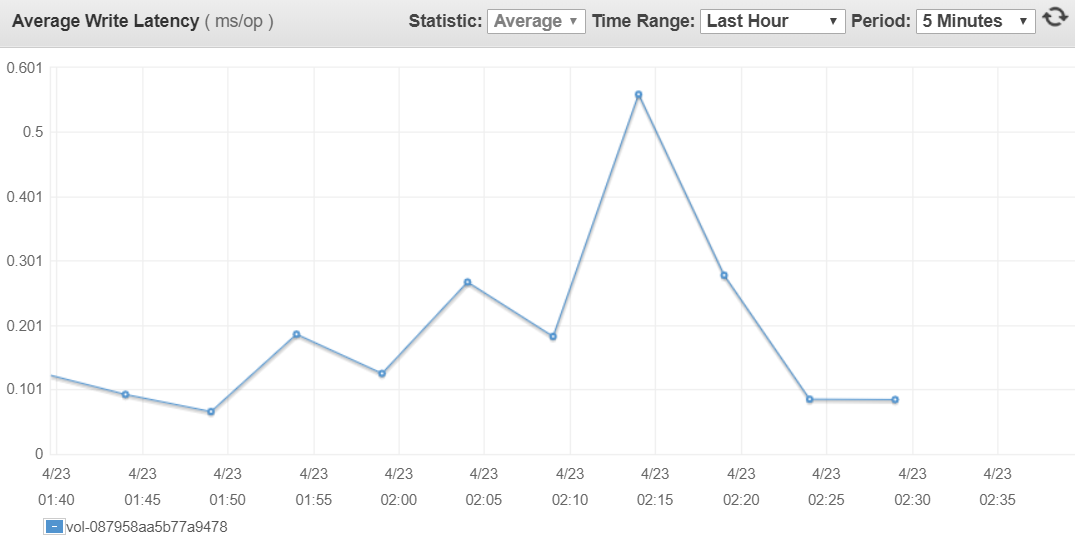 Average Write Latency ( ms/op )
Statistic: Average ▼ Time Range: Last Hour ▼ Period: 5 Minutes ▼
0.601
0.5
0.401
0.301
0.201
0.101
0
4/23 4/23 4/23 4/23 4/23 4/23 4/23 4/23 4/23 4/23 4/23 4/23
01:40 01:45 01:50 01:55 02:00 02:05 02:10 02:15 02:20 02:25 02:30 02:35
vol-087958aa5b77a9478